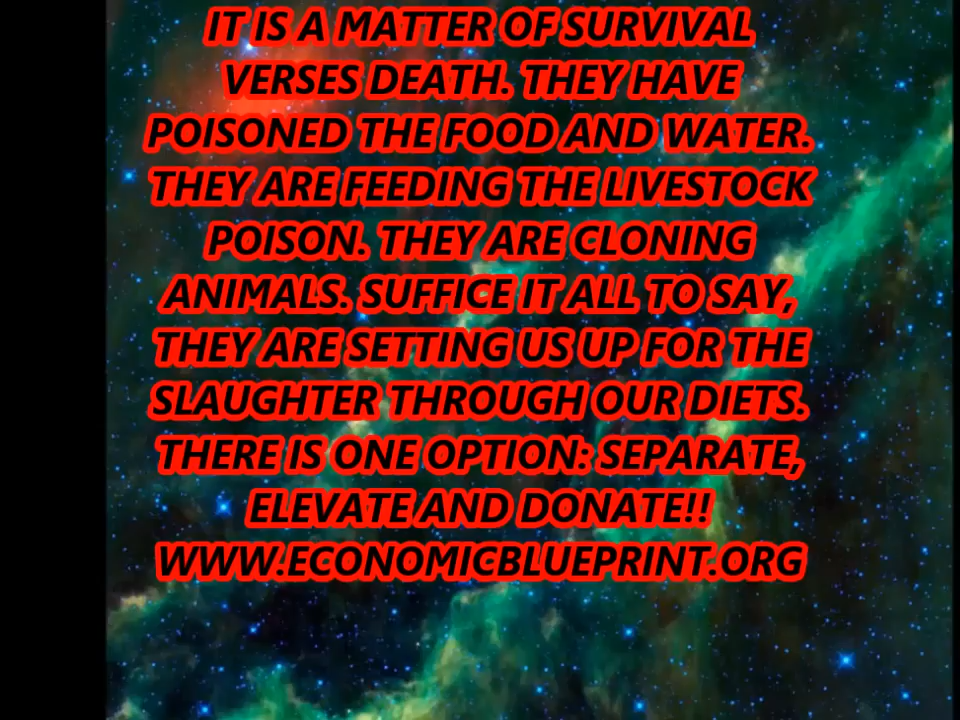 IT IS A MATTER OF SURVIVAL
VERSES DEATH. THEY HAVE
POISONED THE FOOD AND WATER.
THEY ARE FEEDING THE LIVESTOCK
POISON. THEY ARE CLONING
ANIMALS. SUFFICE IT ALL TO SAY,
THEY ARE SETTING US UP FOR THE
SLAUGHTER THROUGH OUR DIETS.
THERE IS ONE OPTION: SEPARATE,
ELEVATE AND DONATE!!
WWW.ECONOMICBLUEPRINT.ORG